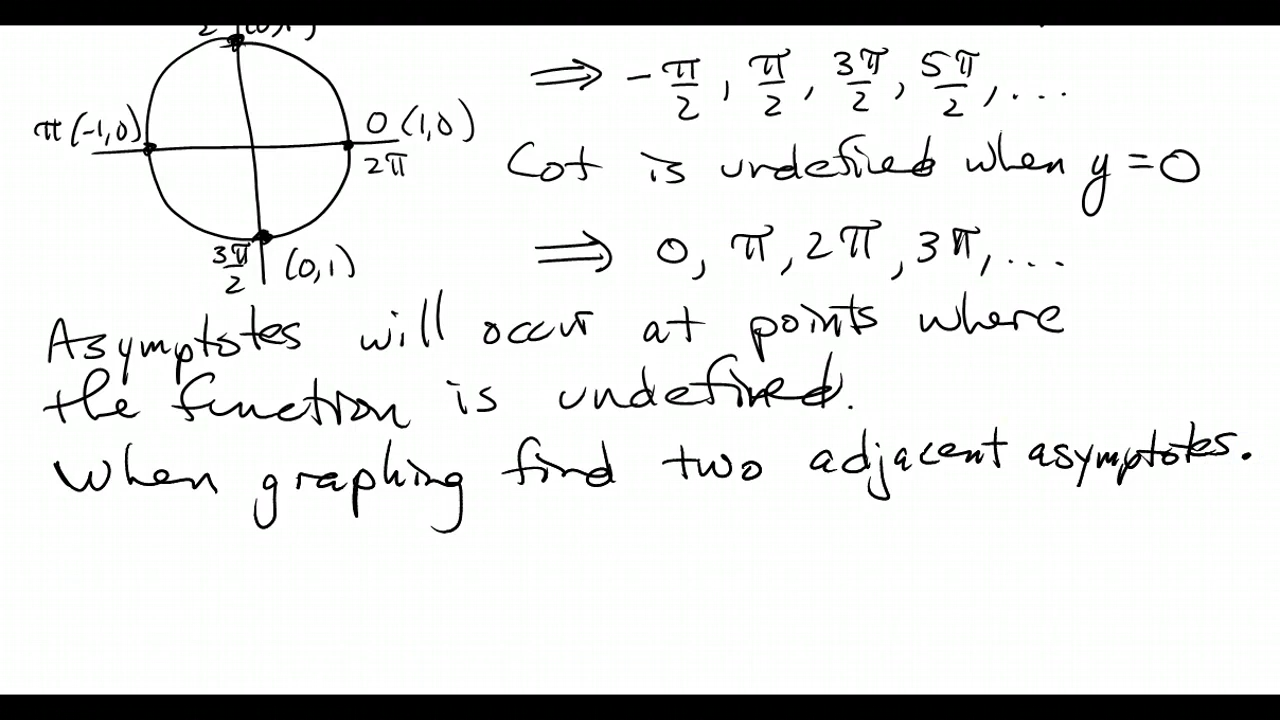 ⇒ -π/2, π/2, 3π/2, 5π/2, ...
π (-1,0)
0 (1,0)
2π
Cot is undefined when y = 0
3π/2 (0,1)
⇒ 0, π, 2π, 3π, ...
Asymptotes will occur at points where
the function is undefined.
When graphing find two adjacent asymptotes.